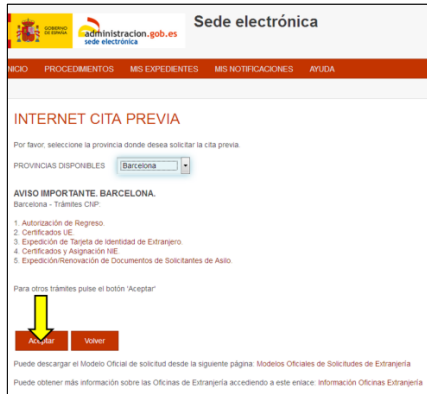 GOBIERNO
DE ESPAÑA
administracion.gob.es
sede electrónica
Sede electrónica
NICIO PROCEDIMIENTOS MIS EXPEDIENTES MIS NOTIFICACIONES AYUDA
INTERNET CITA PREVIA
Por favor, seleccione la provincia donde desea solicitar la cita previa.
PROVINCIAS DISPONIBLES Barcelona
AVISO IMPORTANTE. BARCELONA.
Barcelona - Trámites CNP:
1. Autorización de Regreso.
2. Certificados UE.
3. Expedición de Tarjeta de Identidad de Extranjero.
4. Certificados y Asignación NIE.
5. Expedición/Renovación de Documentos de Solicitantes de Asilo.
Para otros trámites pulse el botón 'Aceptar'
Aceptar Volver
Puede descargar el Modelo Oficial de solicitud desde la siguiente página: Modelos Oficiales de Solicitudes de Extranjería
Puede obtener más información sobre las Oficinas de Extranjería accediendo a este enlace: Información Oficinas Extranjería